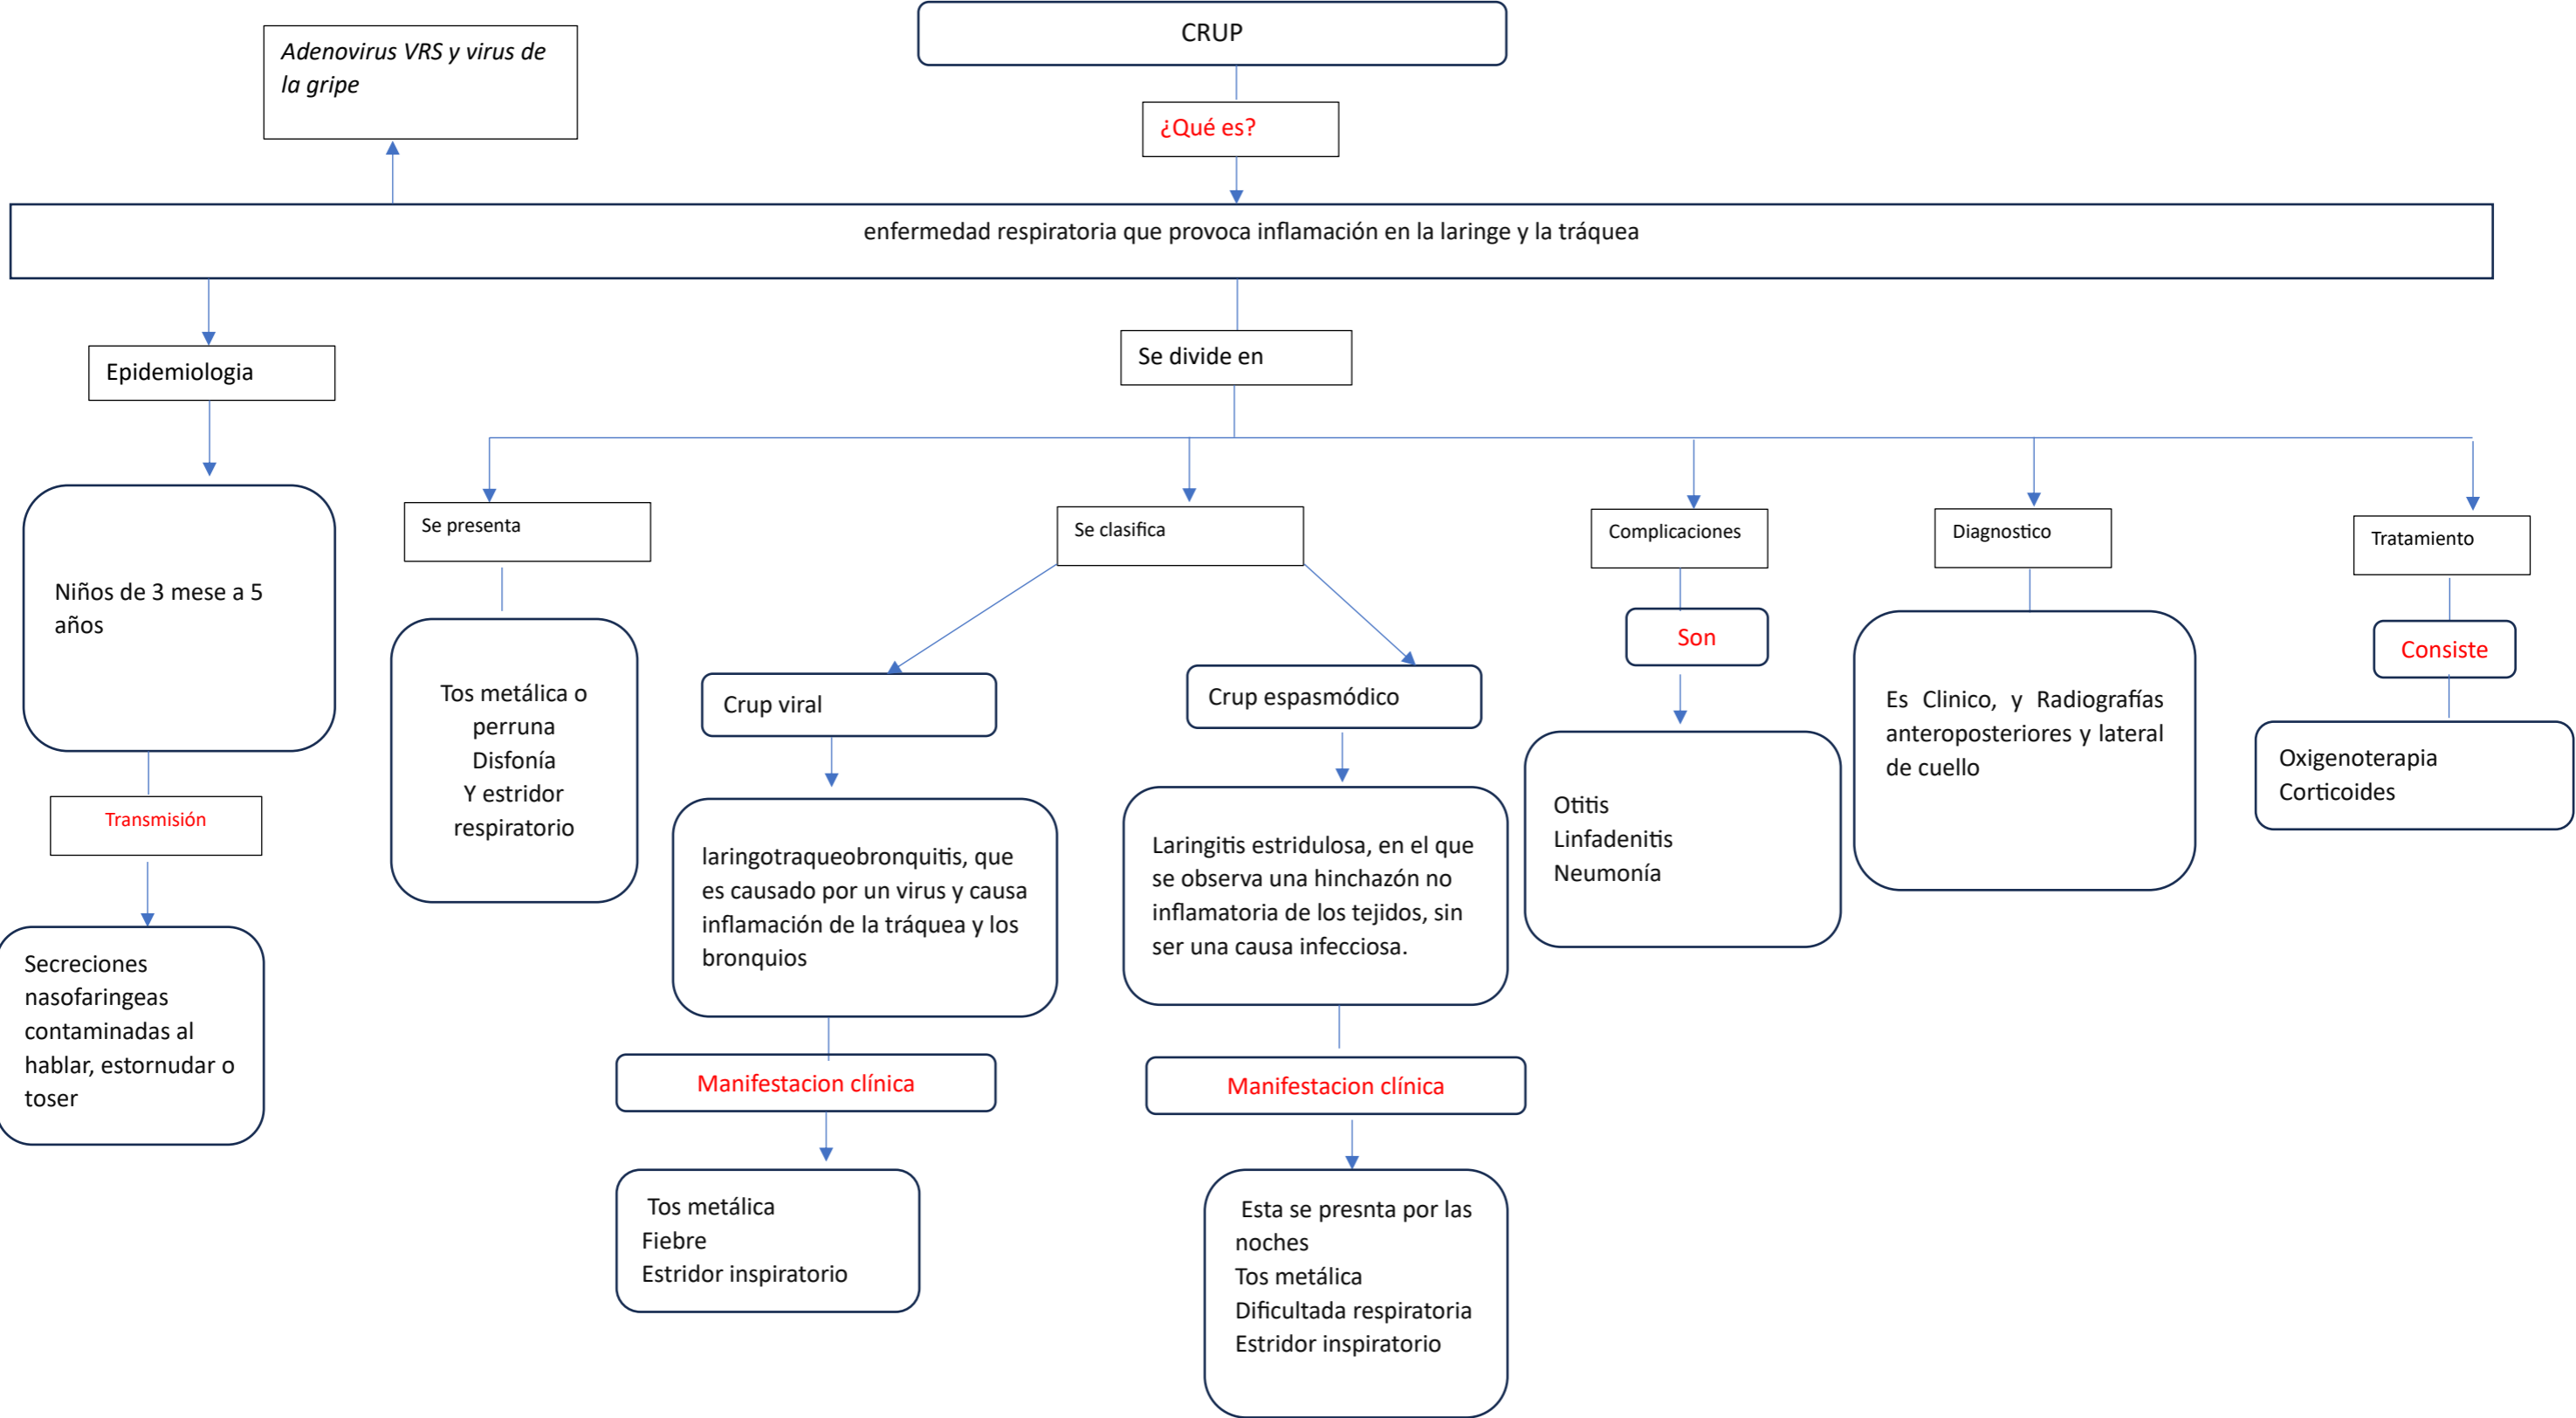 CRUP
Adenovirus VRS y virus de
la gripe
¿Qué es?
enfermedad respiratoria que provoca inflamación en la laringe y la tráquea
Epidemiologia
Se divide en
Niños de 3 mese a 5
años
Transmisión
Secreciones
nasofaringeas
contaminadas al
hablar, estornudar o
toser
Se presenta
Tos metálica o
perruna
Disfonía
Y estridor
respiratorio
Se clasifica
Crup viral
laringotraqueobronquitis, que
es causado por un virus y causa
inflamación de la tráquea y los
bronquios
Manifestacion clínica
Tos metálica
Fiebre
Estridor inspiratorio
Crup espasmódico
Laringitis estridulosa, en el que
se observa una hinchazón no
inflamatoria de los tejidos, sin
ser una causa infecciosa.
Manifestacion clínica
Esta se presnta por las
noches
Tos metálica
Dificultada respiratoria
Estridor inspiratorio
Complicaciones
Son
Otitis
Linfadenitis
Neumonía
Diagnostico
Es Clinico, y Radiografías
anteroposteriores y lateral
de cuello
Tratamiento
Consiste
Oxigenoterapia
Corticoides